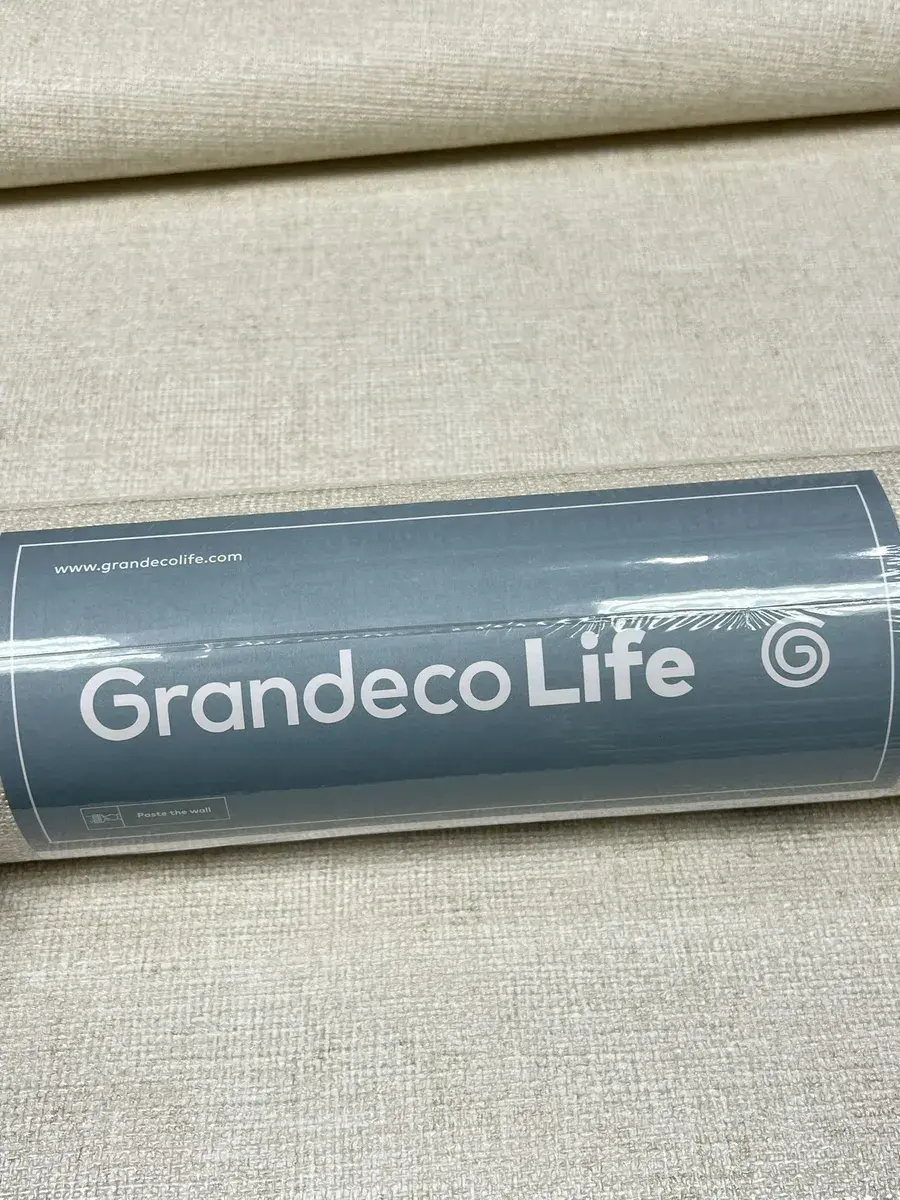 www.grandecolife.com
Grandeco Life
Paste the wall